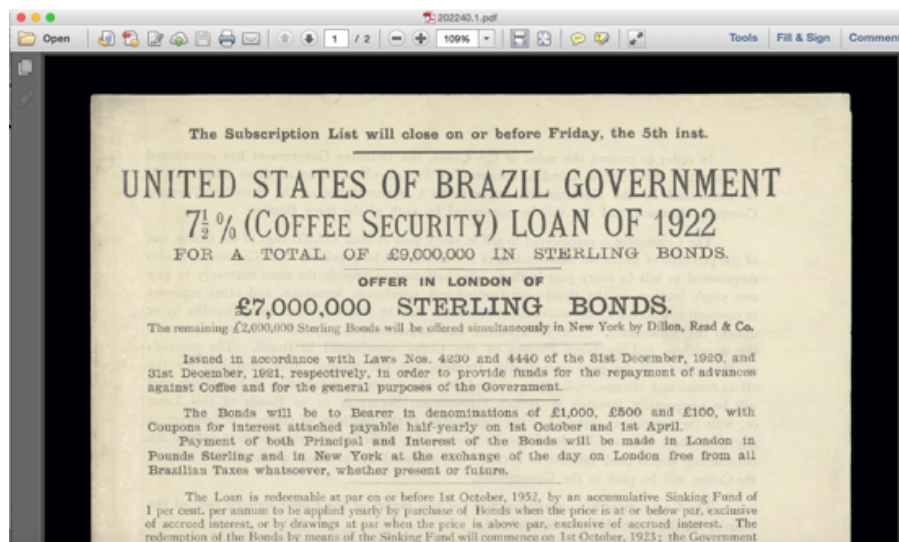 202240.1.pdf
Open 1 / 2 109% Tools Fill & Sign Comment
The Subscription List will close on or before Friday, the 5th inst.
UNITED STATES OF BRAZIL GOVERNMENT
7½% (COFFEE SECURITY) LOAN OF 1922
FOR A TOTAL OF £9,000,000 IN STERLING BONDS.
OFFER IN LONDON OF
£7,000,000 STERLING BONDS.
The remaining £2,000,000 Sterling Bonds will be offered simultaneously in New York by Dillon, Read & Co.
Issued in accordance with Laws Nos. 4230 and 4440 of the 31st December, 1920, and
31st December, 1921, respectively, in order to provide funds for the repayment of advances
against Coffee and for the general purposes of the Government.
The Bonds will be to Bearer in denominations of £1,000, £500 and £100, with
Coupons for interest attached payable half-yearly on 1st October and 1st April.
Payment of both Principal and Interest of the Bonds will be made in London in
Pounds Sterling and in New York at the exchange of the day on London free from all
Brazilian Taxes whatsoever, whether present or future.
The Loan is redeemable at par on or before 1st October, 1952, by an accumulative Sinking Fund of
1 per cent. per annum to be applied yearly by purchase of Bonds when the price is at or below par, exclusive
of accrued interest, or by drawings at par when the price is above par, exclusive of accrued interest. The
redemption of the Bonds by means of the Sinking Fund will commence on 1st October, 1923; the Government